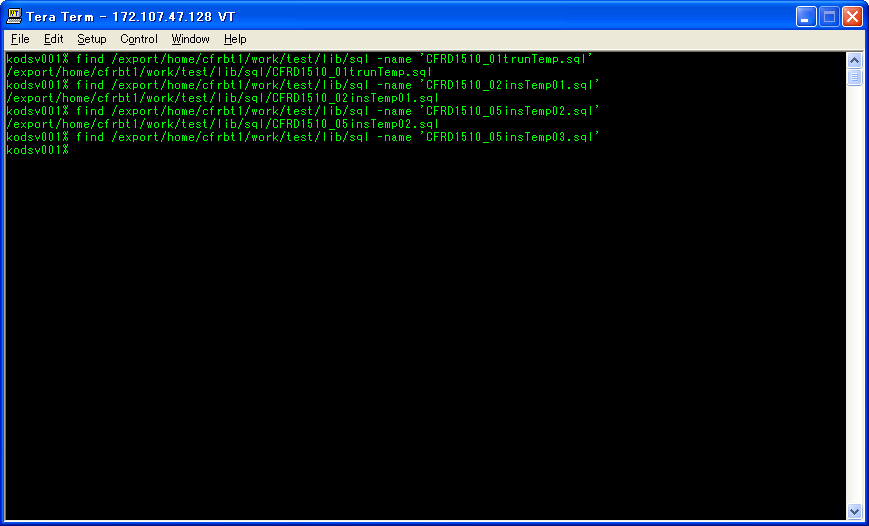 Tera Term - 172.107.47.128 VT
File Edit Setup Control Window Help
kodsv001% find /export/home/cfrbt1/work/test/lib/sql -name 'CFRD1510_01trunTemp.sql'
/export/home/cfrbt1/work/test/lib/sql/CFRD1510_01trunTemp.sql
kodsv001% find /export/home/cfrbt1/work/test/lib/sql -name 'CFRD1510_02insTemp01.sql'
/export/home/cfrbt1/work/test/lib/sql/CFRD1510_02insTemp01.sql
kodsv001% find /export/home/cfrbt1/work/test/lib/sql -name 'CFRD1510_05insTemp02.sql'
/export/home/cfrbt1/work/test/lib/sql/CFRD1510_05insTemp02.sql
kodsv001% find /export/home/cfrbt1/work/test/lib/sql -name 'CFRD1510_05insTemp03.sql'
kodsv001%